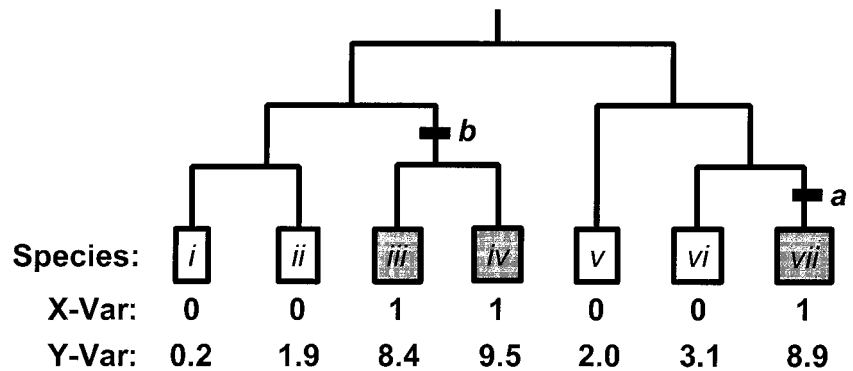 b
a
Species: i ii iii iv v vi vii
X-Var: 0 0 1 1 0 0 1
Y-Var: 0.2 1.9 8.4 9.5 2.0 3.1 8.9